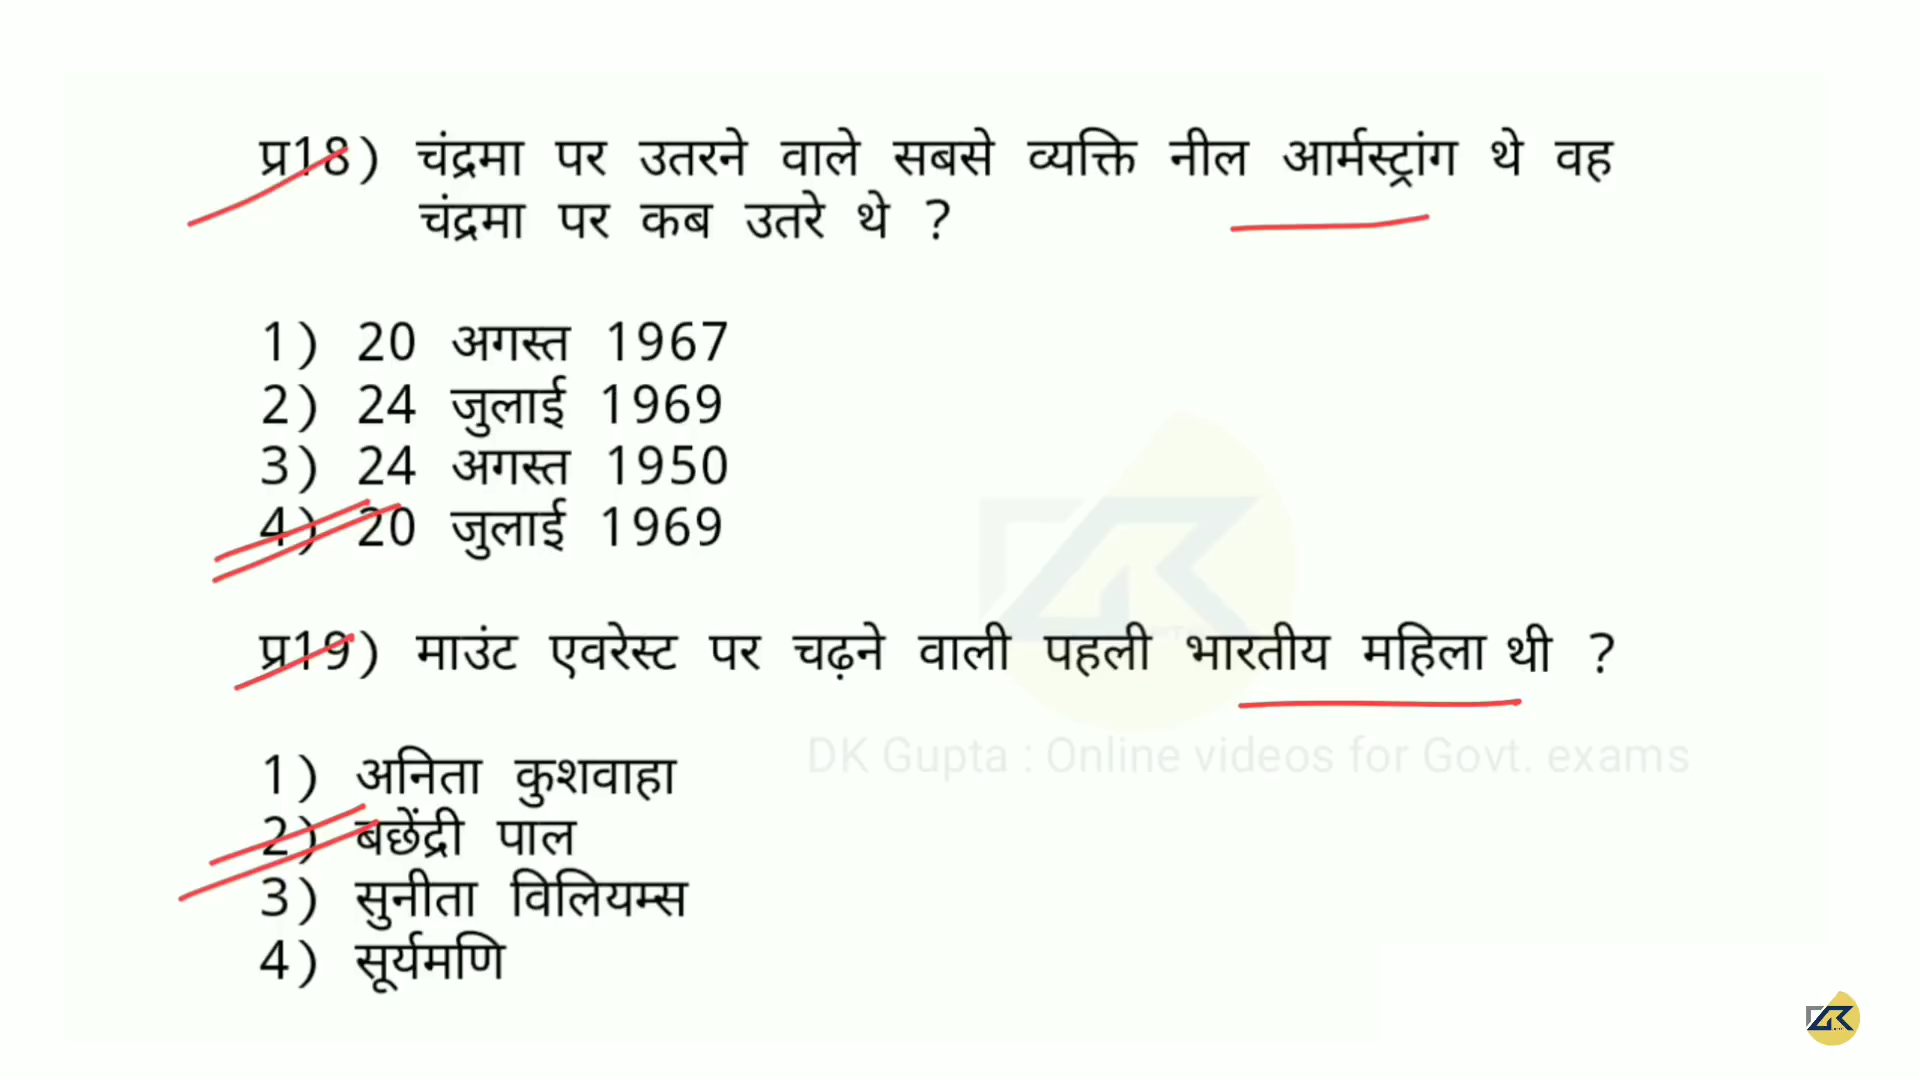 प्र18) चंद्रमा पर उतरने वाले सबसे व्यक्ति नील आर्मस्ट्रांग थे वह
चंद्रमा पर कब उतरे थे ?
1) 20 अगस्त 1967
2) 24 जुलाई 1969
3) 24 अगस्त 1950
4) 20 जुलाई 1969
प्र19) माउंट एवरेस्ट पर चढ़ने वाली पहली भारतीय महिला थी ?
DK Gupta : Online videos for Govt. exams
1) अनिता कुशवाहा
2) बछेंद्री पाल
3) सुनीता विलियम्स
4) सूर्यमणि